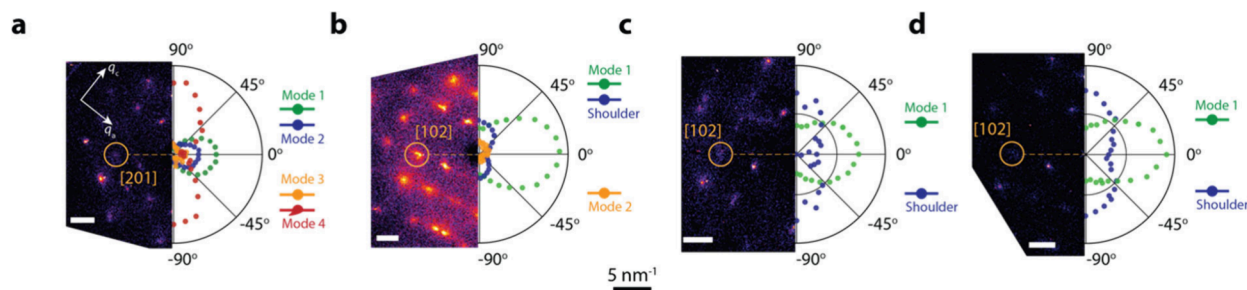 a
90°
45°
0°
-45°
-90°
q_c
q_a
[201]
Mode 1
Mode 2
Mode 3
Mode 4
b
90°
45°
0°
-45°
-90°
[102]
Mode 1
Shoulder
Mode 2
c
90°
45°
0°
-45°
-90°
[102]
Mode 1
Shoulder
d
90°
45°
0°
-45°
-90°
[102]
Mode 1
Shoulder
5 nm⁻¹